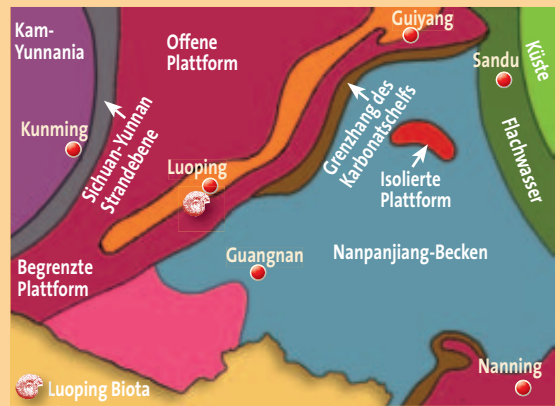 Kam-
Yunnania
Offene
Plattform
Guiyang
Sandu
Küste
Kunming
Sichuan-Yunnan
Strandebene
Grenzhang des
Karbonatschelfs
Flachwasser
Luoping
Isolierte
Plattform
Guangnan
Nanpanjiang-Becken
Begrenzte
Plattform
Nanning
Luoping Biota